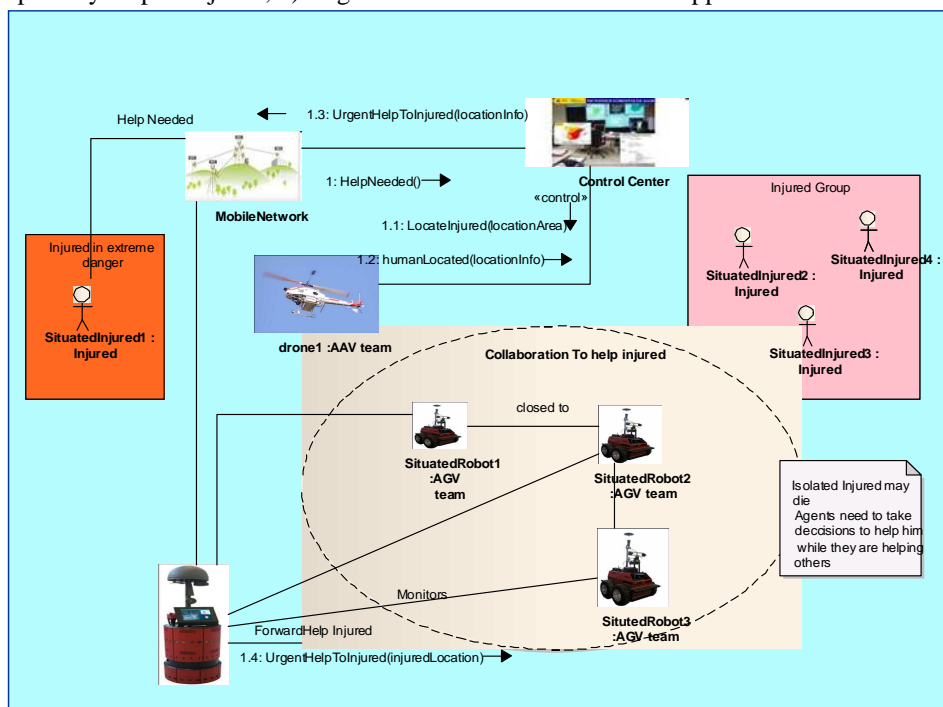 Help Needed
1.3: UrgentHelpToInjured(locationInfo)
MobileNetwork
1: HelpNeeded()
Control Center
«control»
1.1: LocateInjured(locationArea)
1.2: humanLocated(locationInfo)
Injured Group
SituatedInjured4 :
Injured
SituatedInjured2 :
Injured
SituatedInjured3 :
Injured
Injured in extreme
danger
SituatedInjured1 :
Injured
drone1 :AAV team
Collaboration To help injured
closed to
SituatedRobot1
:AGV
team
SituatedRobot2
:AGV team
Isolated Injured may
die
Agents need to take
deccisions to help him
while they are helping
others
Monitors
SitutedRobot3
:AGV team
ForwardHelp Injured
1.4: UrgentHelpToInjured(injuredLocation)